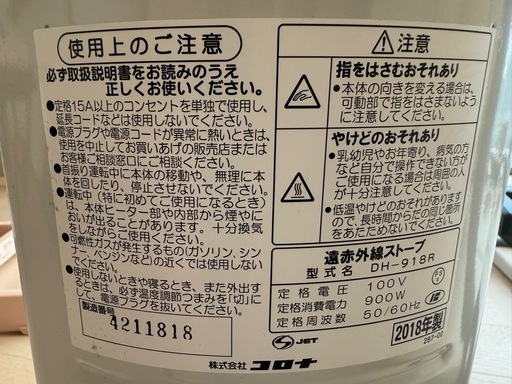 使用上のご注意
必ず取扱説明書をお読みのうえ
正しくお使いください。
●定格15A以上のコンセントを単独で使用し、
延長コードなどは使用しないでください。
●電源プラグや電源コードが異常に熱いときは、
使用を中止してお買いあげの販売店または
お客様ご相談窓口にご相談ください。
●首振り運転中に本体の移動や、無理に本
体を回したり、停止させないでください。
●運転中（特に初めてご使用になるとき）
は、本体ヒーター部や内部から煙やに
おいがでることがあります。十分換気
をしながらご使用ください。
●可燃性ガスが発生するもの（ガソリン、シン
ナー、ベンジンなど）の近くでは使用しない
でください。
●使用しないときや寝るとき、また外出す
るときは、必ず温度調節つまみを「切」に
して、電源プラグを抜いておいてください。
製造番号
4211818
⚠注意
指をはさむおそれあり
●本体の向きを変える場合は、
可動部で指をはさまないよう
に注意してください。
やけどのおそれあり
●乳幼児やお年寄り、病気の方
など自分で操作できない方が
ご使用になる場合は周囲の人
が十分注意してください。
●低温やけどのおそれがあります
ので、長時間からだの同じ箇所
をあたためないでください。
遠赤外線ストーブ
型式名 DH-918R
定格電圧 100V
定格消費電力 900W
定格周波数 50/60Hz
S JET
2018年製
287-02
株式会社 コロナ